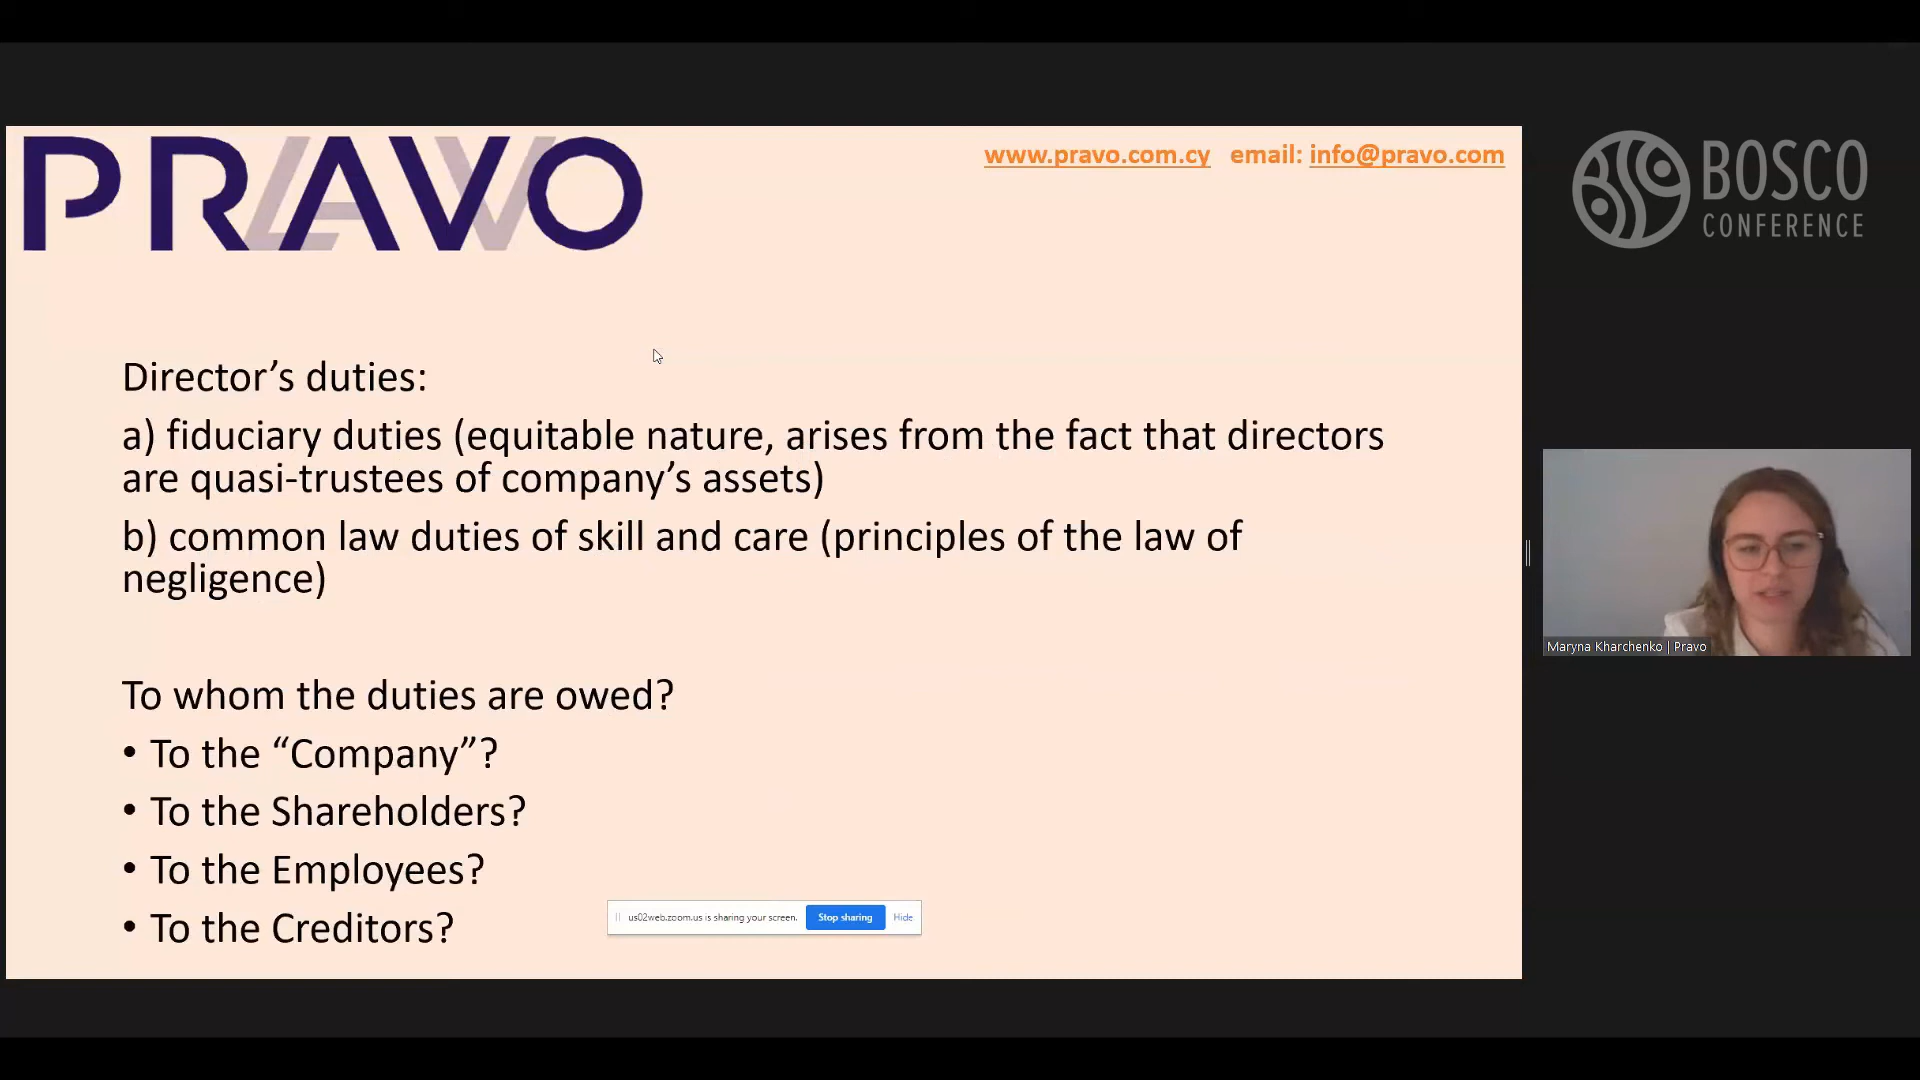 PRAVO
LAW
www.pravo.com.cy email: info@pravo.com
BOSCO
CONFERENCE
Director’s duties:
a) fiduciary duties (equitable nature, arises from the fact that directors
are quasi-trustees of company’s assets)
b) common law duties of skill and care (principles of the law of
negligence)
To whom the duties are owed?
• To the “Company”?
• To the Shareholders?
• To the Employees?
• To the Creditors?
us02web.zoom.us is sharing your screen. Stop sharing Hide
Maryna Kharchenko | Pravo